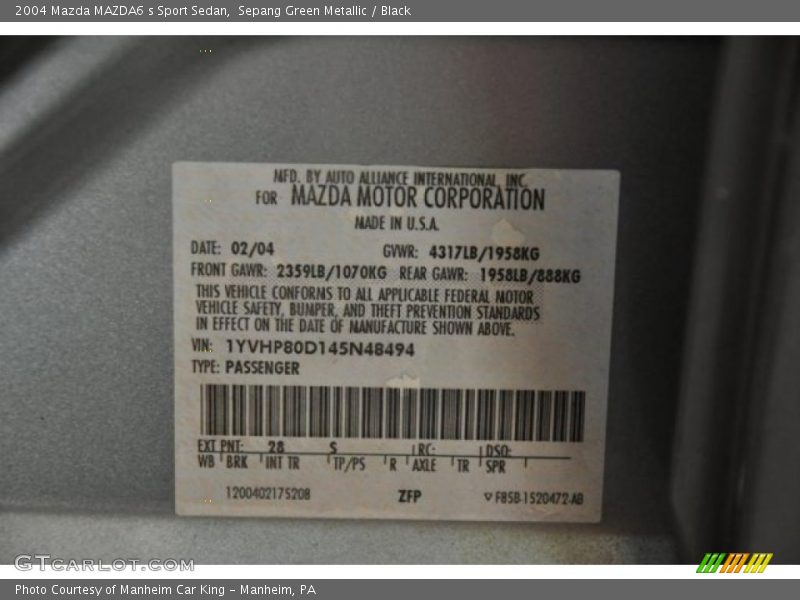 2004 Mazda MAZDA6 s Sport Sedan,  Sepang Green Metallic / Black
MFD. BY AUTO ALLIANCE INTERNATIONAL, INC.
FOR MAZDA MOTOR CORPORATION
MADE IN U.S.A.
DATE: 02/04 GVWR: 4317LB/1958KG
FRONT GAWR: 2359LB/1070KG REAR GAWR: 1958LB/888KG
THIS VEHICLE CONFORMS TO ALL APPLICABLE FEDERAL MOTOR
VEHICLE SAFETY, BUMPER, AND THEFT PREVENTION STANDARDS
IN EFFECT ON THE DATE OF MANUFACTURE SHOWN ABOVE.
VIN: 1YVHP80D145N48494
TYPE: PASSENGER
EXT PNT: 28 S RC: DSO:
WB BRK INT TR TP/PS R AXLE TR SPR
120040217S208 ZFP F85B-1520472-AB
GTCarLot.com
Photo Courtesy of Manheim Car King - Manheim, PA